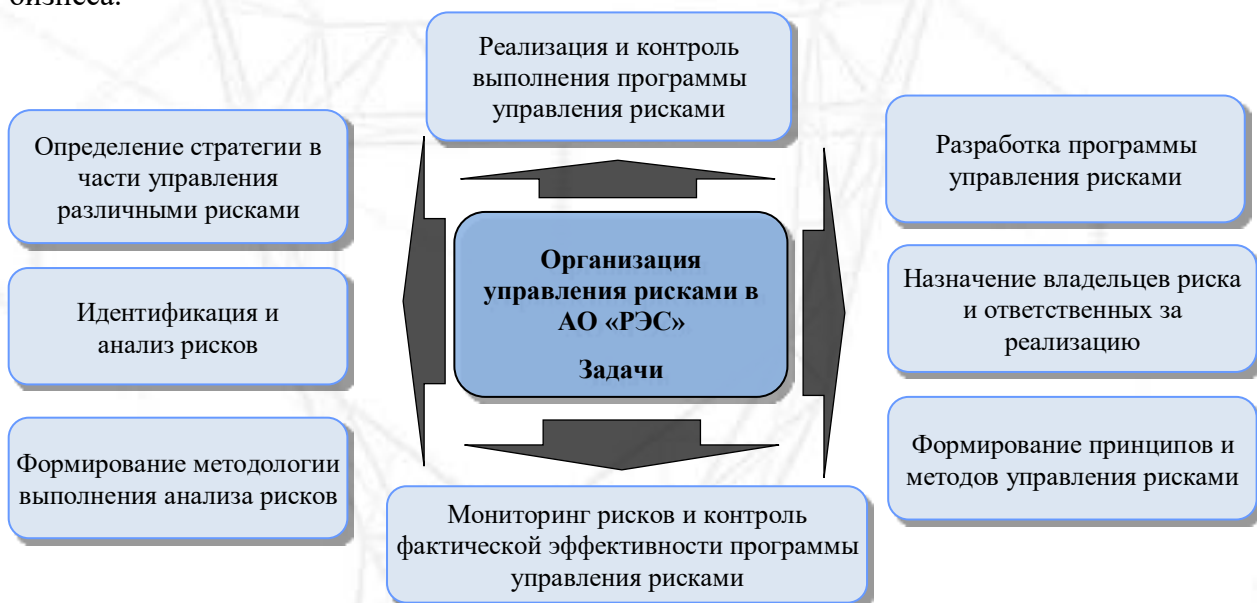 бизнеса.
Реализация и контроль
выполнения программы
управления рисками
Определение стратегии в
части управления
различными рисками
Разработка программы
управления рисками
Организация
управления рисками в
АО «РЭС»
Задачи
Идентификация и
анализ рисков
Назначение владельцев риска
и ответственных за
реализацию
Формирование методологии
выполнения анализа рисков
Формирование принципов и
методов управления рисками
Мониторинг рисков и контроль
фактической эффективности программы
управления рисками